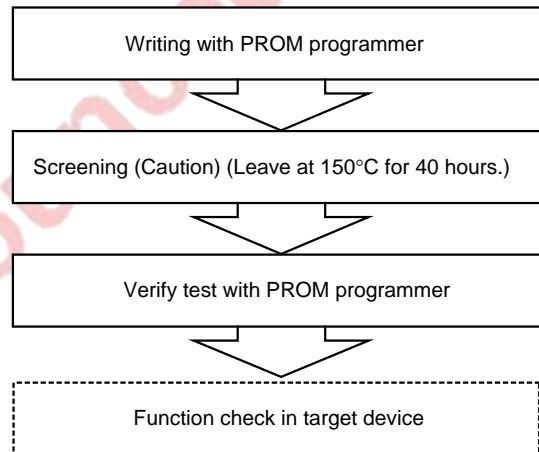 Writing with PROM programmer
Screening (Caution) (Leave at 150°C for 40 hours.)
Verify test with PROM programmer
Function check in target device